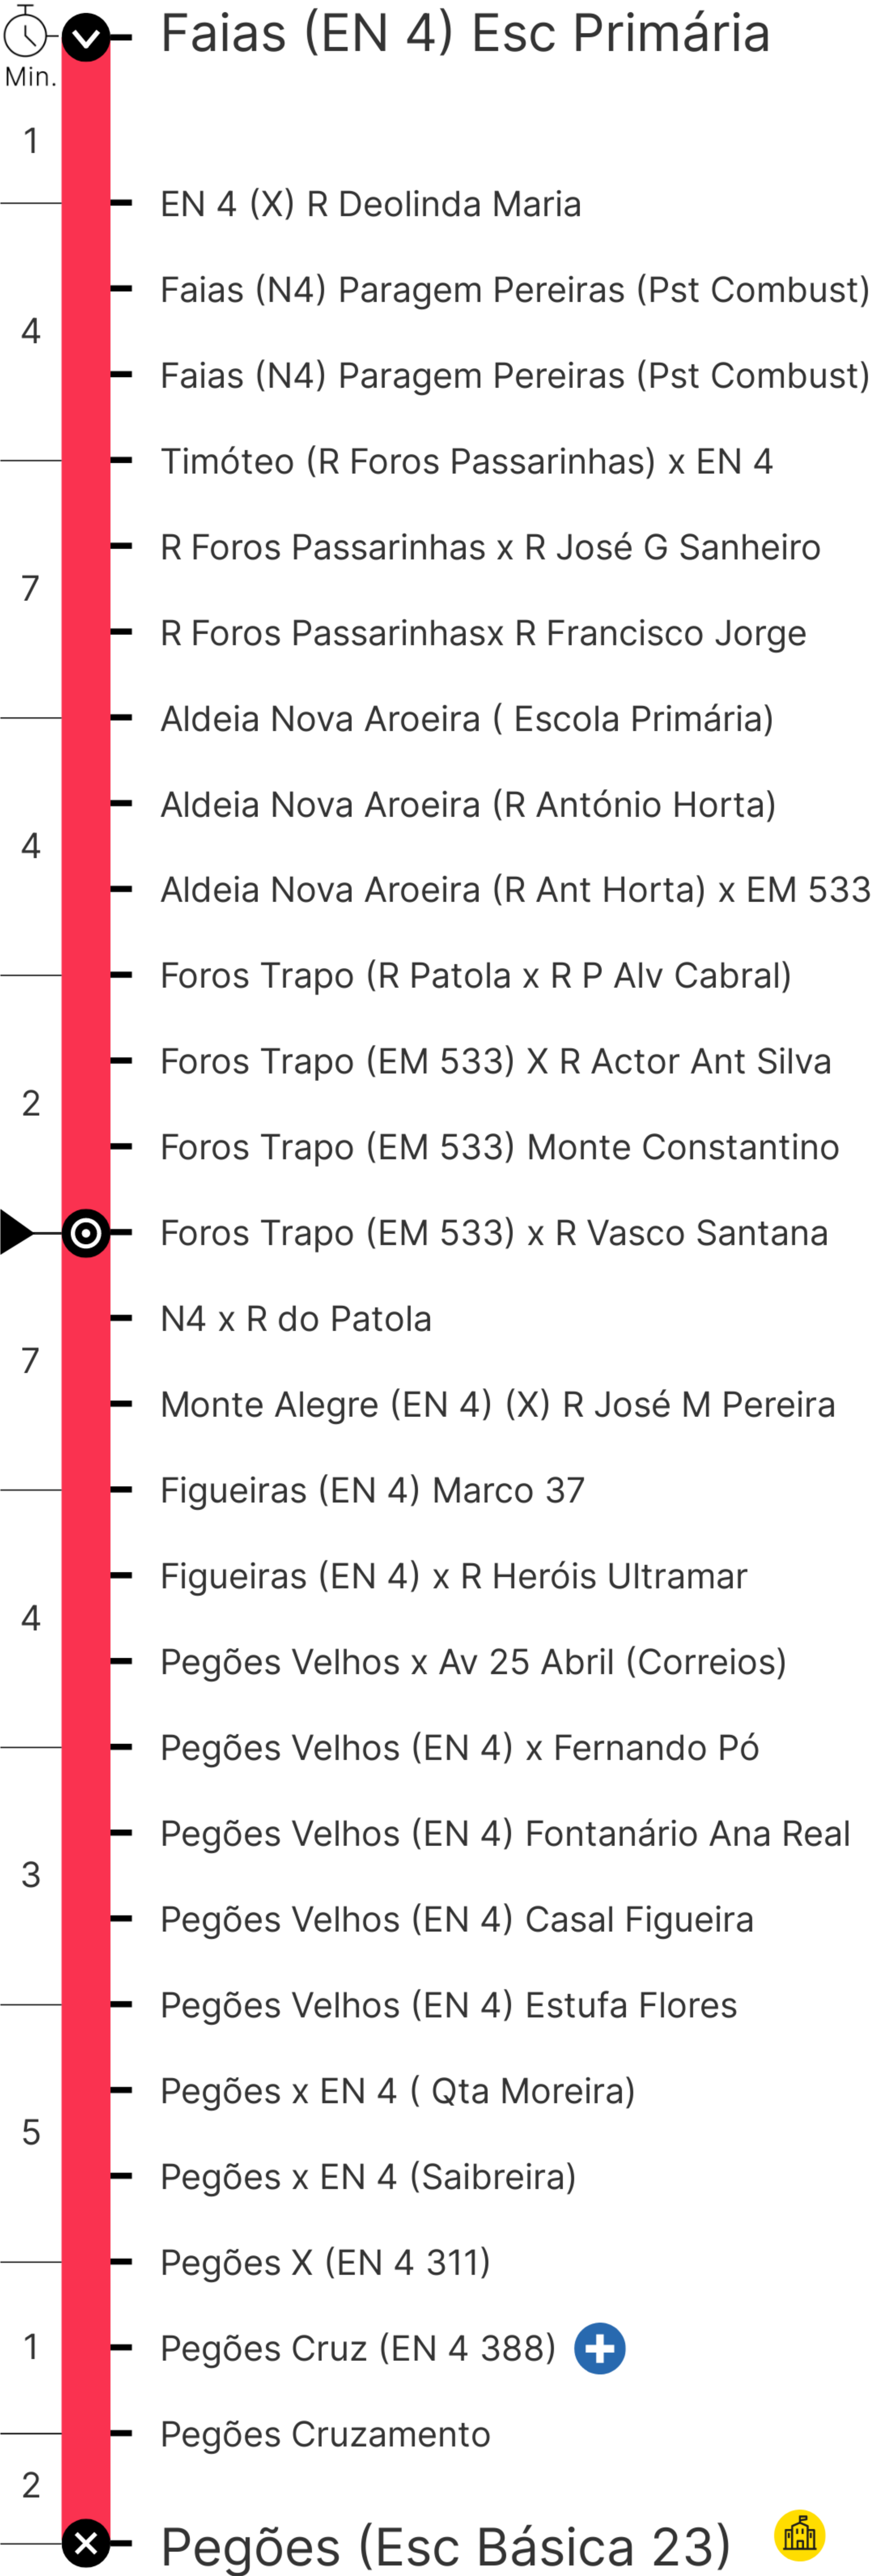 Faias (EN 4) Esc Primária
Min.
1
EN 4 (X) R Deolinda Maria
Faias (N4) Paragem Pereiras (Pst Combust)
4
Faias (N4) Paragem Pereiras (Pst Combust)
Timóteo (R Foros Passarinhas) x EN 4
R Foros Passarinhas x R José G Sanheiro
7
R Foros Passarinhasx R Francisco Jorge
Aldeia Nova Aroeira ( Escola Primária)
Aldeia Nova Aroeira (R António Horta)
4
Aldeia Nova Aroeira (R Ant Horta) x EM 533
Foros Trapo (R Patola x R P Alv Cabral)
Foros Trapo (EM 533) X R Actor Ant Silva
2
Foros Trapo (EM 533) Monte Constantino
Foros Trapo (EM 533) x R Vasco Santana
N4 x R do Patola
7
Monte Alegre (EN 4) (X) R José M Pereira
Figueiras (EN 4) Marco 37
Figueiras (EN 4) x R Heróis Ultramar
4
Pegões Velhos x Av 25 Abril (Correios)
Pegões Velhos (EN 4) x Fernando Pó
Pegões Velhos (EN 4) Fontanário Ana Real
3
Pegões Velhos (EN 4) Casal Figueira
Pegões Velhos (EN 4) Estufa Flores
Pegões x EN 4 ( Qta Moreira)
5
Pegões x EN 4 (Saibreira)
Pegões X (EN 4 311)
1
Pegões Cruz (EN 4 388)
Pegões Cruzamento
2
Pegões (Esc Básica 23)